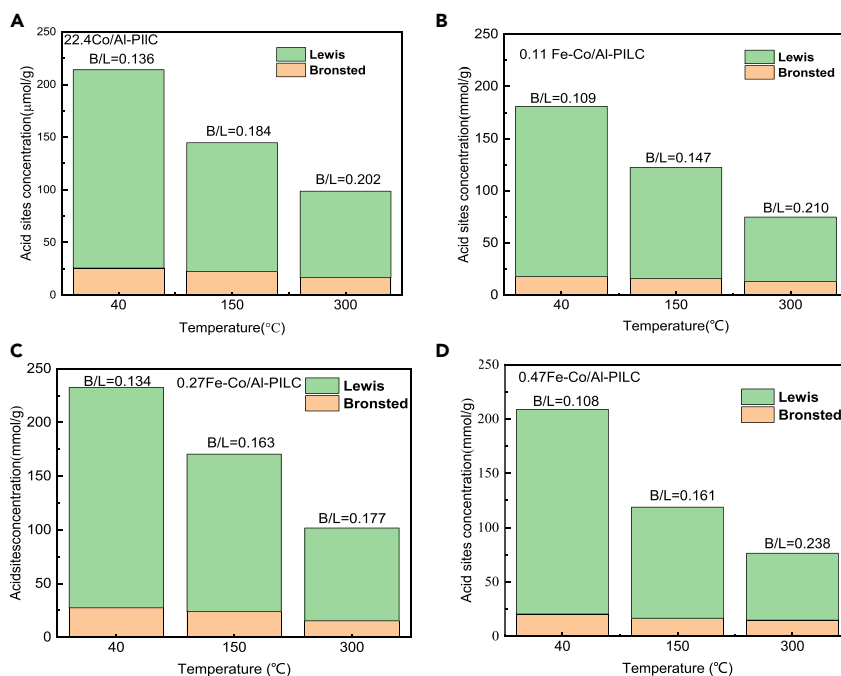 A
22.4Co/Al-PIIC
Lewis
Bronsted
B/L=0.136
B/L=0.184
B/L=0.202
250
200
150
100
50
0
40
150
300
Acid sites concentration(μmol/g)
Temperature(°C)
B
0.11 Fe-Co/Al-PILC
Lewis
Bronsted
B/L=0.109
B/L=0.147
B/L=0.210
250
200
150
100
50
0
40
150
300
Acid sites concentration(mmol/g)
Temperature(℃)
C
0.27Fe-Co/Al-PILC
Lewis
Bronsted
B/L=0.134
B/L=0.163
B/L=0.177
250
200
150
100
50
0
40
150
300
Acidsitesconcentration(mmol/g)
Temperature (℃)
D
0.47Fe-Co/Al-PILC
Lewis
Bronsted
B/L=0.108
B/L=0.161
B/L=0.238
250
200
150
100
50
0
40
150
300
Acid sites concentration(mmol/g)
Temperature (℃)